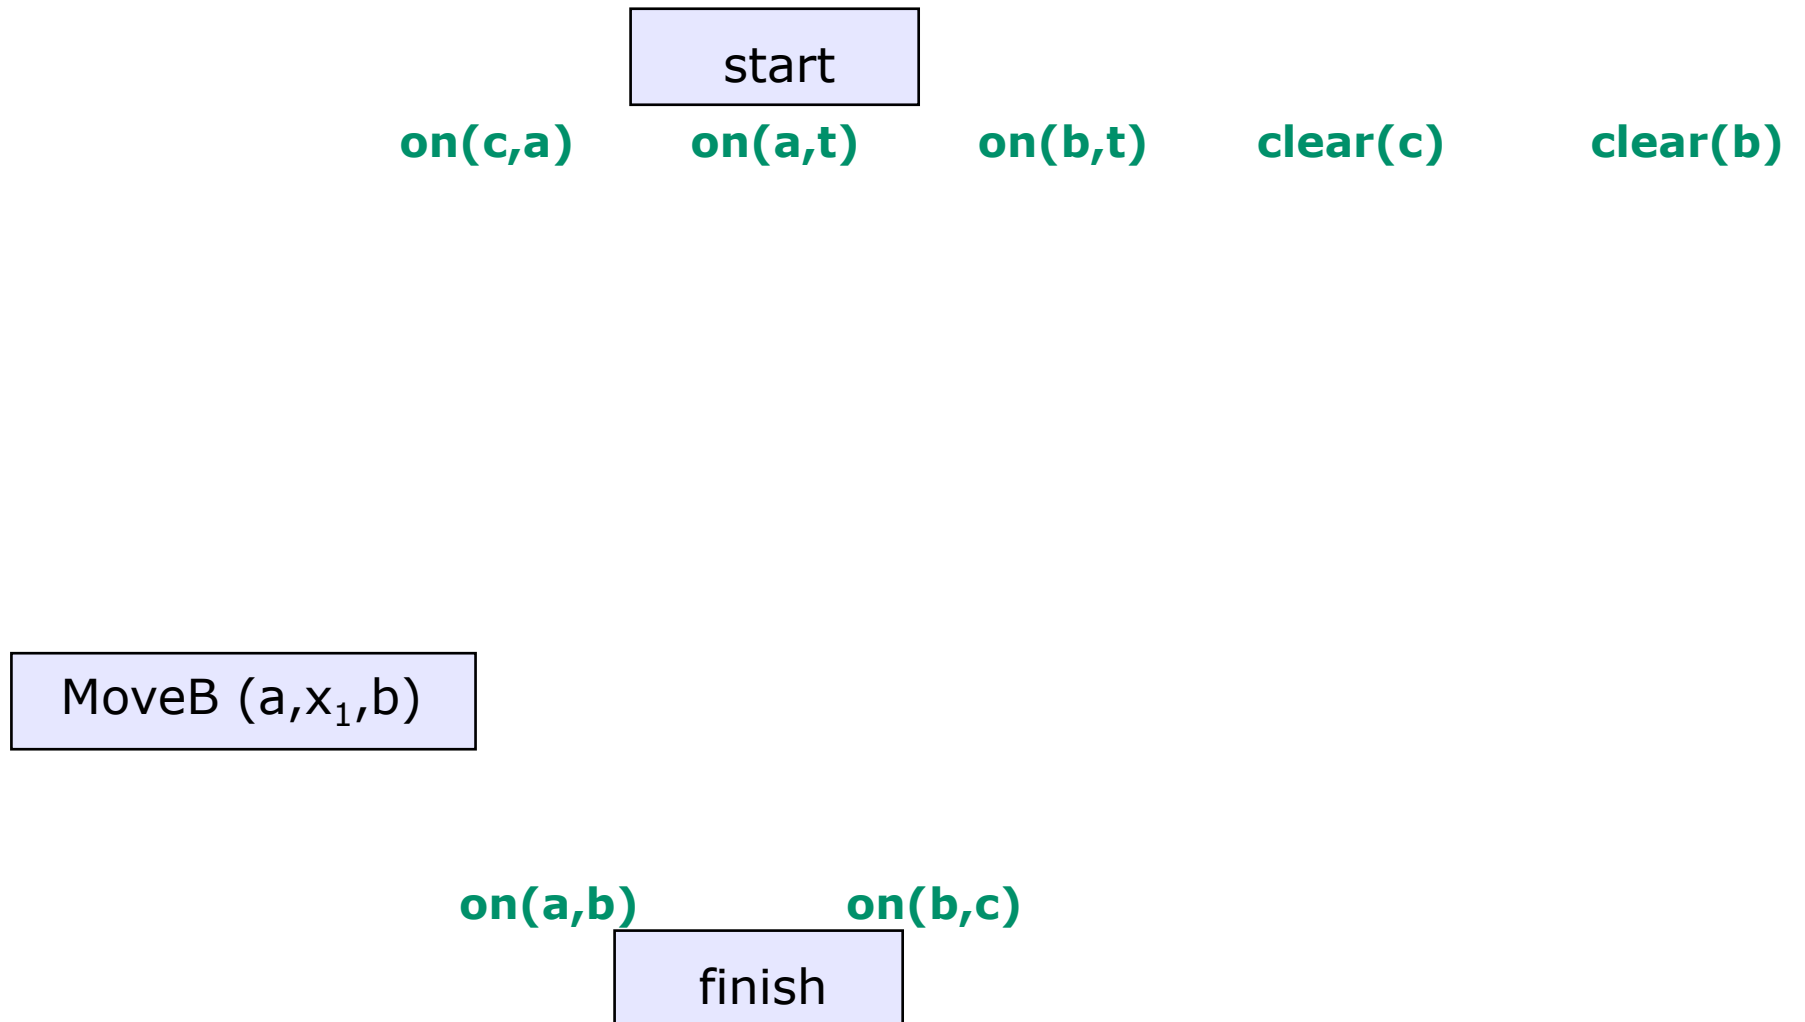 start
on(c,a) on(a,t) on(b,t) clear(c) clear(b)
MoveB (a,x₁,b)
on(a,b) on(b,c)
finish